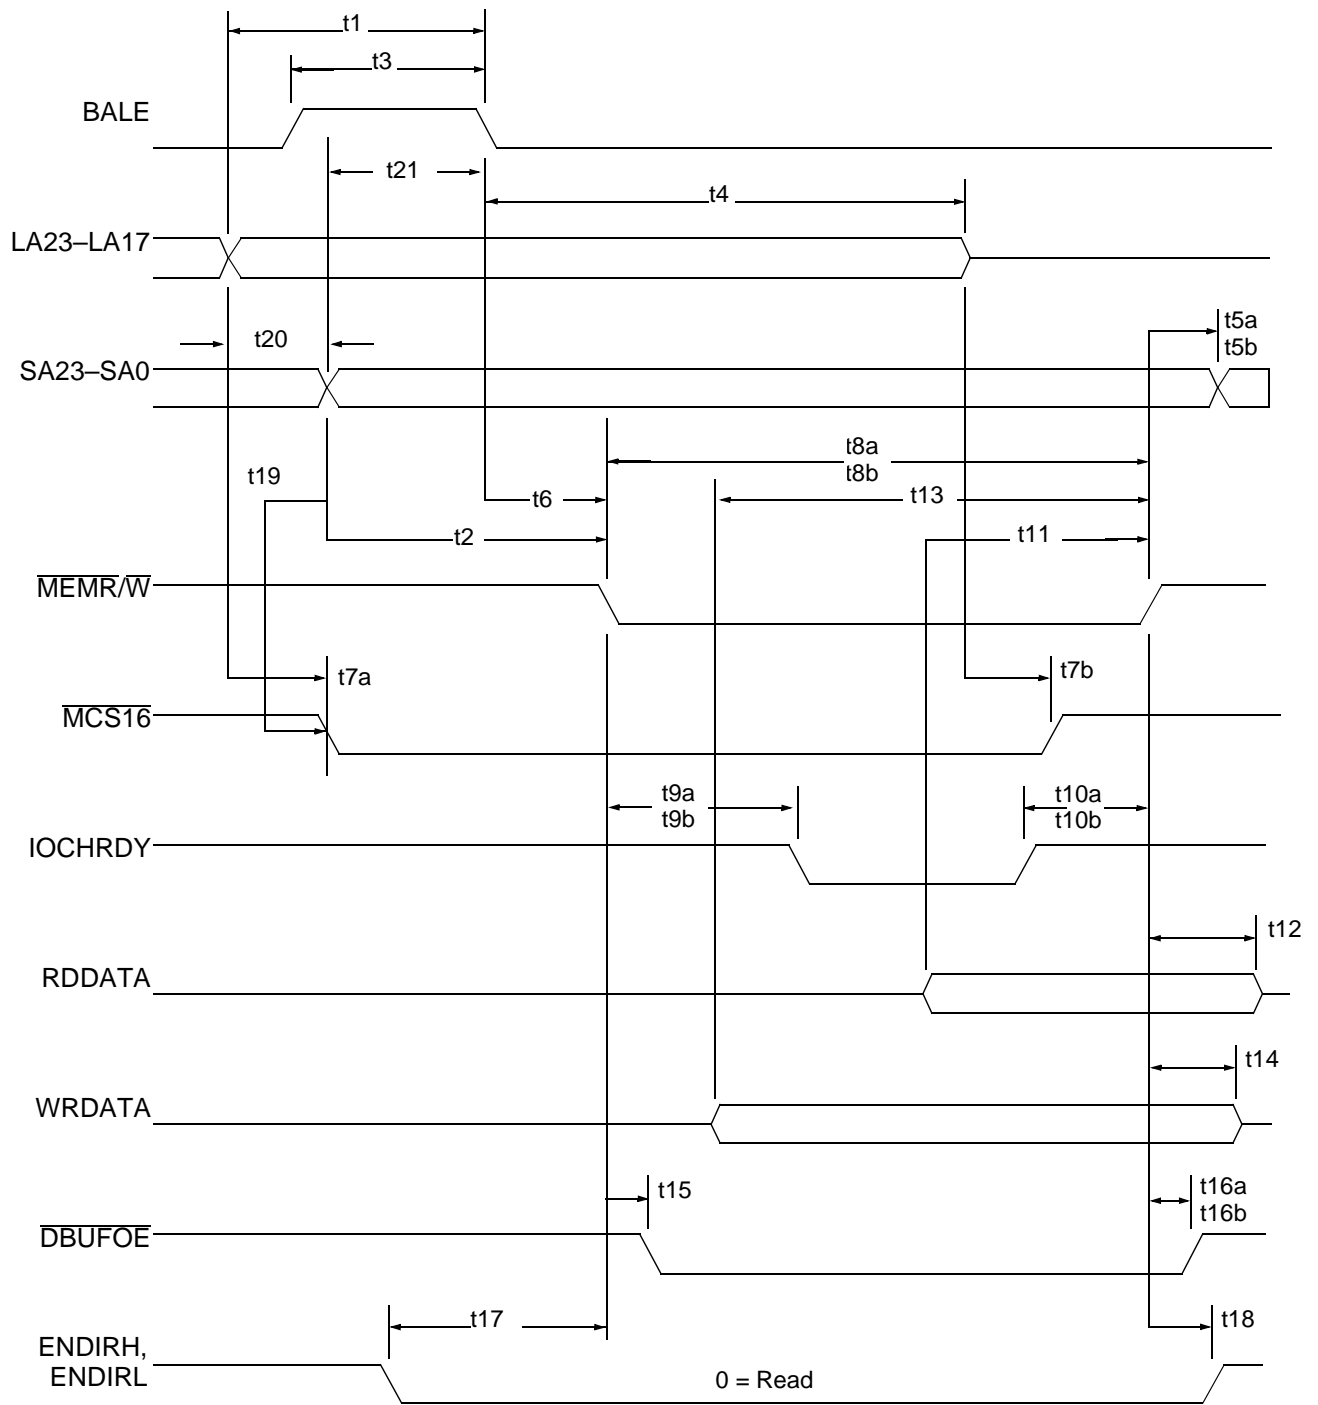 t1
t3
BALE
t21
t4
LA23–LA17
t20
t5a
t5b
SA23–SA0
t8a
t8b
t19
t6
t13
t2
t11
MEMR/W
t7a
t7b
MCS16
t9a
t9b
t10a
t10b
IOCHRDY
t12
RDDATA
t14
WRDATA
t15
t16a
t16b
DBUFOE
t17
t18
ENDIRH,
ENDIRL
0 = Read